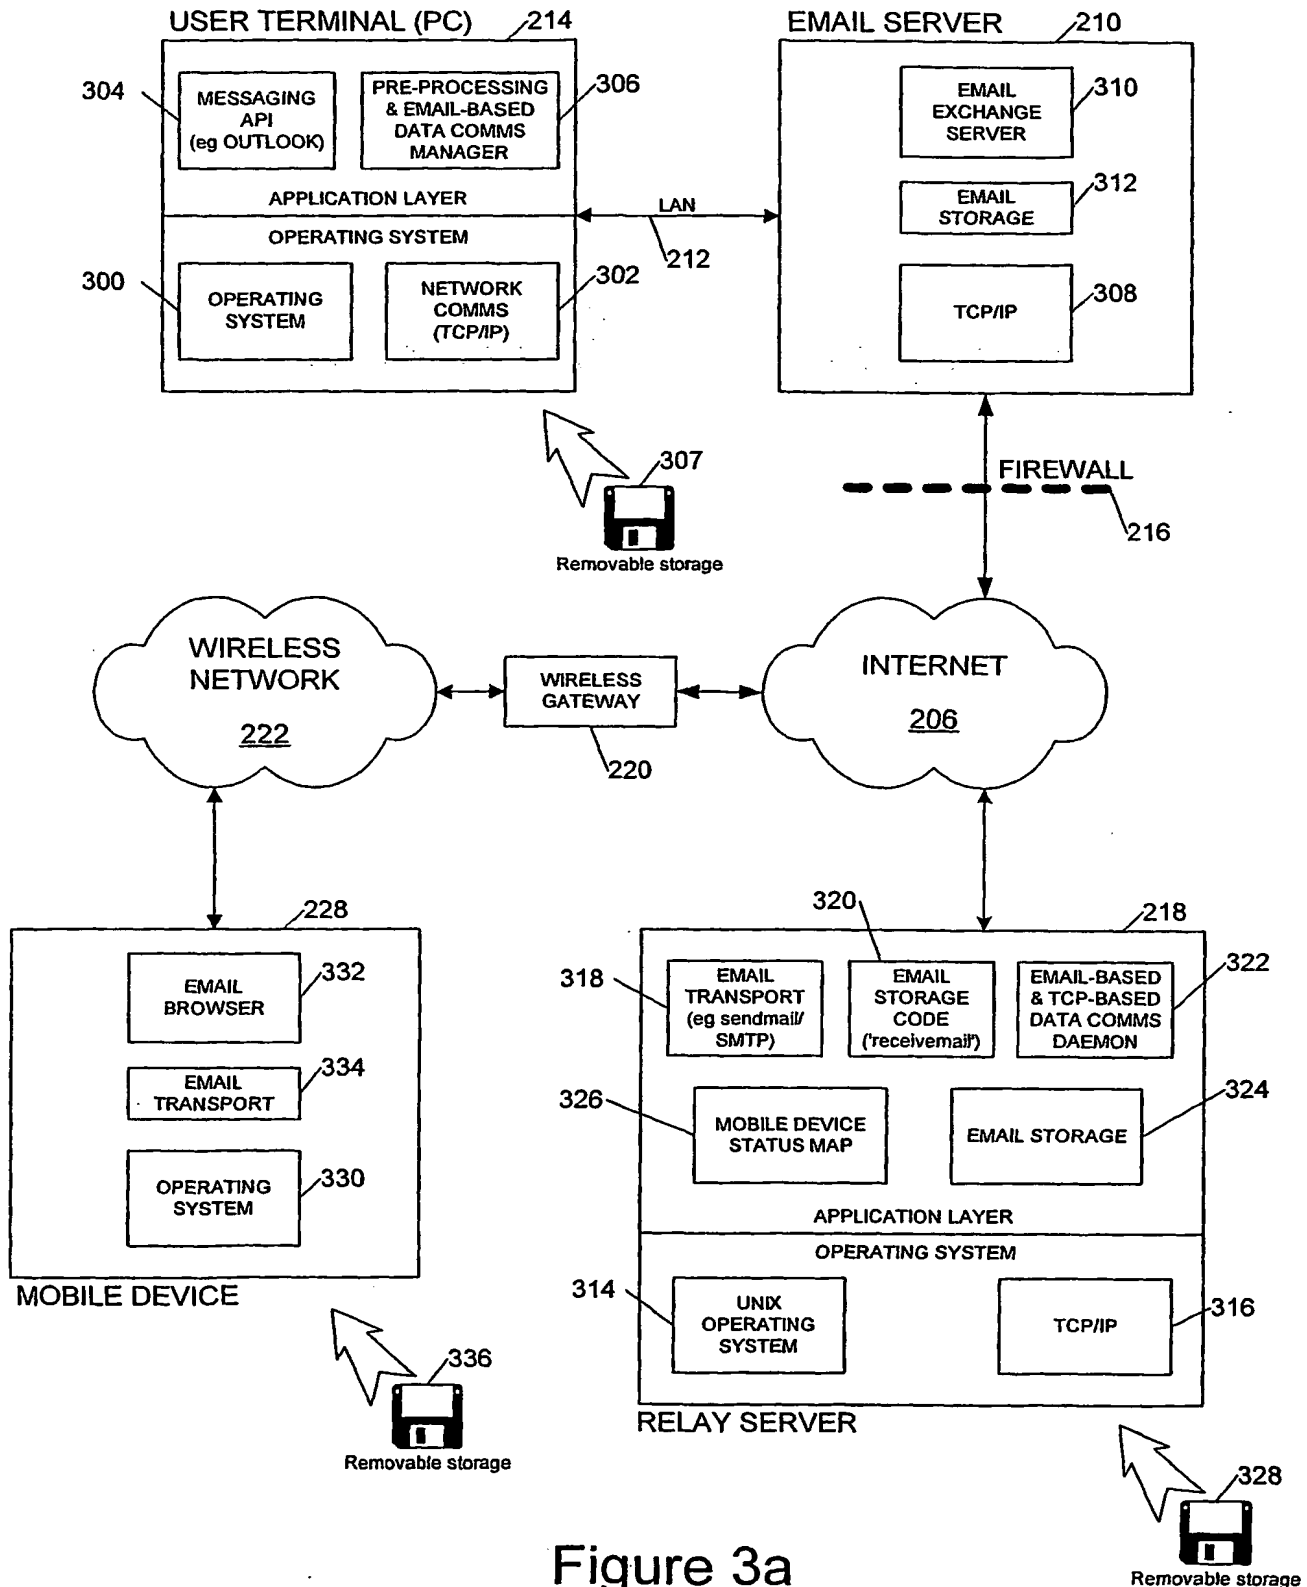 USER TERMINAL (PC)
214
EMAIL SERVER
210
304
MESSAGING
API
(eg OUTLOOK)
PRE-PROCESSING
& EMAIL-BASED
DATA COMMS
MANAGER
306
APPLICATION LAYER
OPERATING SYSTEM
300
OPERATING
SYSTEM
NETWORK
COMMS
(TCP/IP)
302
LAN
212
EMAIL
EXCHANGE
SERVER
310
EMAIL
STORAGE
312
TCP/IP
308
307
Removable storage
FIREWALL
216
WIRELESS
NETWORK
222
WIRELESS
GATEWAY
220
INTERNET
206
228
EMAIL
BROWSER
332
EMAIL
TRANSPORT
334
OPERATING
SYSTEM
330
MOBILE DEVICE
336
Removable storage
218
318
EMAIL
TRANSPORT
(eg sendmail/
SMTP)
320
EMAIL
STORAGE
CODE
('receivemail')
EMAIL-BASED
& TCP-BASED
DATA COMMS
DAEMON
322
326
MOBILE DEVICE
STATUS MAP
EMAIL STORAGE
324
APPLICATION LAYER
OPERATING SYSTEM
314
UNIX
OPERATING
SYSTEM
TCP/IP
316
RELAY SERVER
328
Removable storage
Figure 3a